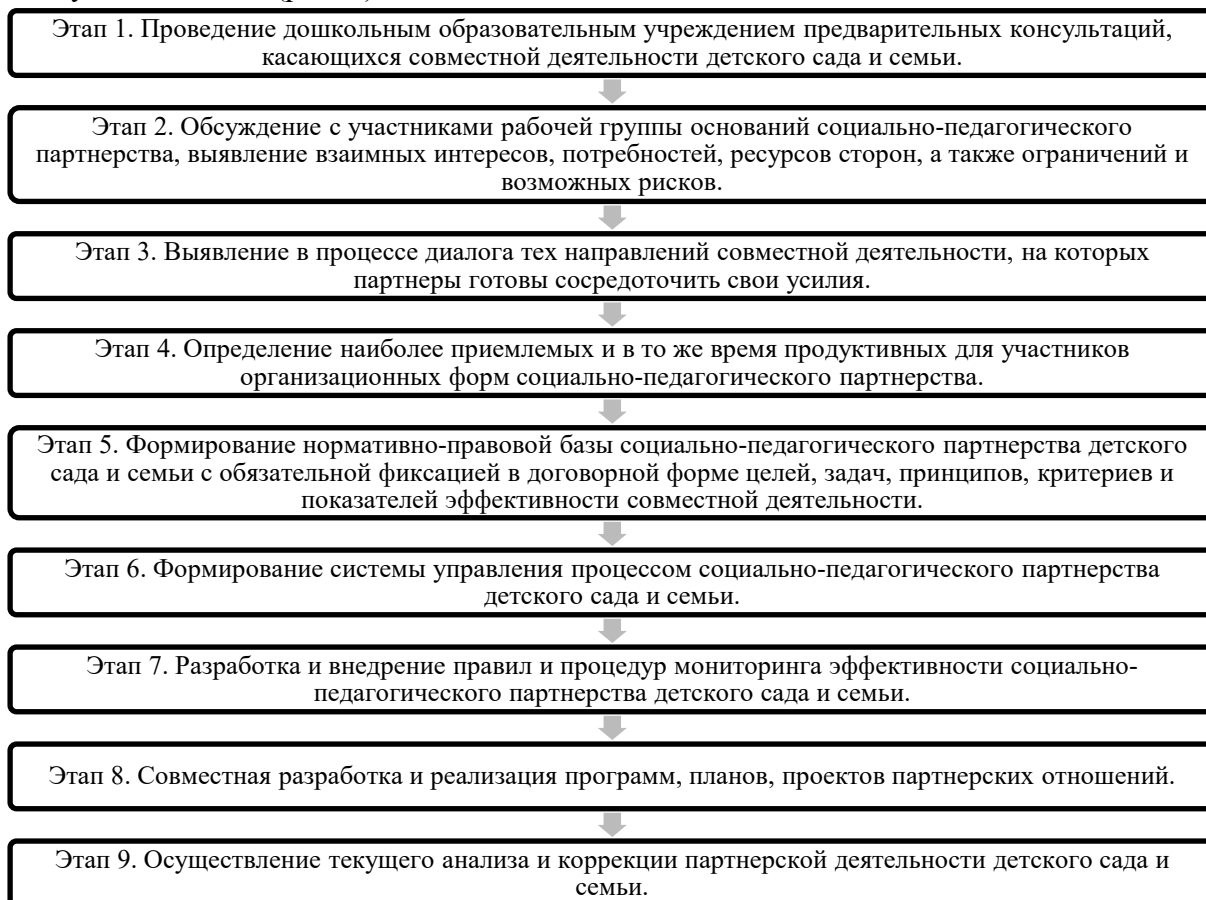 Этап 1. Проведение дошкольным образовательным учреждением предварительных консультаций,
касающихся совместной деятельности детского сада и семьи.
Этап 2. Обсуждение с участниками рабочей группы оснований социально-педагогического
партнерства, выявление взаимных интересов, потребностей, ресурсов сторон, а также ограничений и
возможных рисков.
Этап 3. Выявление в процессе диалога тех направлений совместной деятельности, на которых
партнеры готовы сосредоточить свои усилия.
Этап 4. Определение наиболее приемлемых и в то же время продуктивных для участников
организационных форм социально-педагогического партнерства.
Этап 5. Формирование нормативно-правовой базы социально-педагогического партнерства детского
сада и семьи с обязательной фиксацией в договорной форме целей, задач, принципов, критериев и
показателей эффективности совместной деятельности.
Этап 6. Формирование системы управления процессом социально-педагогического партнерства
детского сада и семьи.
Этап 7. Разработка и внедрение правил и процедур мониторинга эффективности социально-
педагогического партнерства детского сада и семьи.
Этап 8. Совместная разработка и реализация программ, планов, проектов партнерских отношений.
Этап 9. Осуществление текущего анализа и коррекции партнерской деятельности детского сада и
семьи.